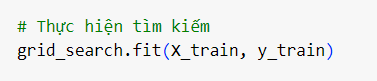 # Thực hiện tìm kiếm
grid_search.fit(X_train, y_train)